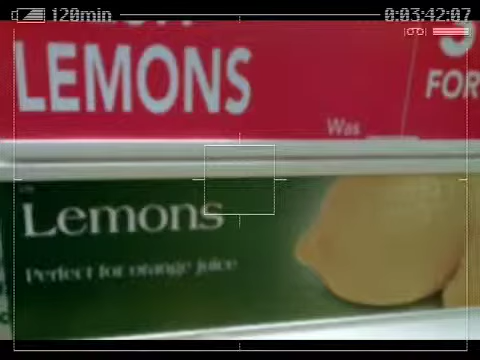 120min
0:03:42:07
LEMONS
FOR
Was
Lemons
Perfect for orange juice